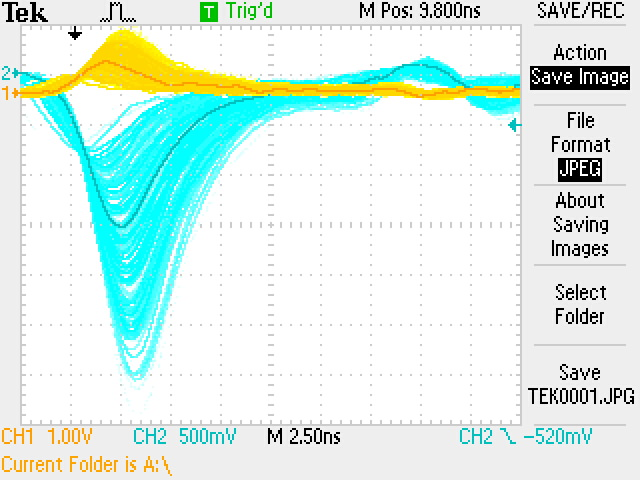 Tek T Trig'd M Pos: 9.800ns SAVE/REC
Action
Save Image
File
Format
JPEG
About
Saving
Images
Select
Folder
Save
TEK0001.JPG
2
1
CH1 1.00V CH2 500mV M 2.50ns CH2 \ -520mV
Current Folder is A:\